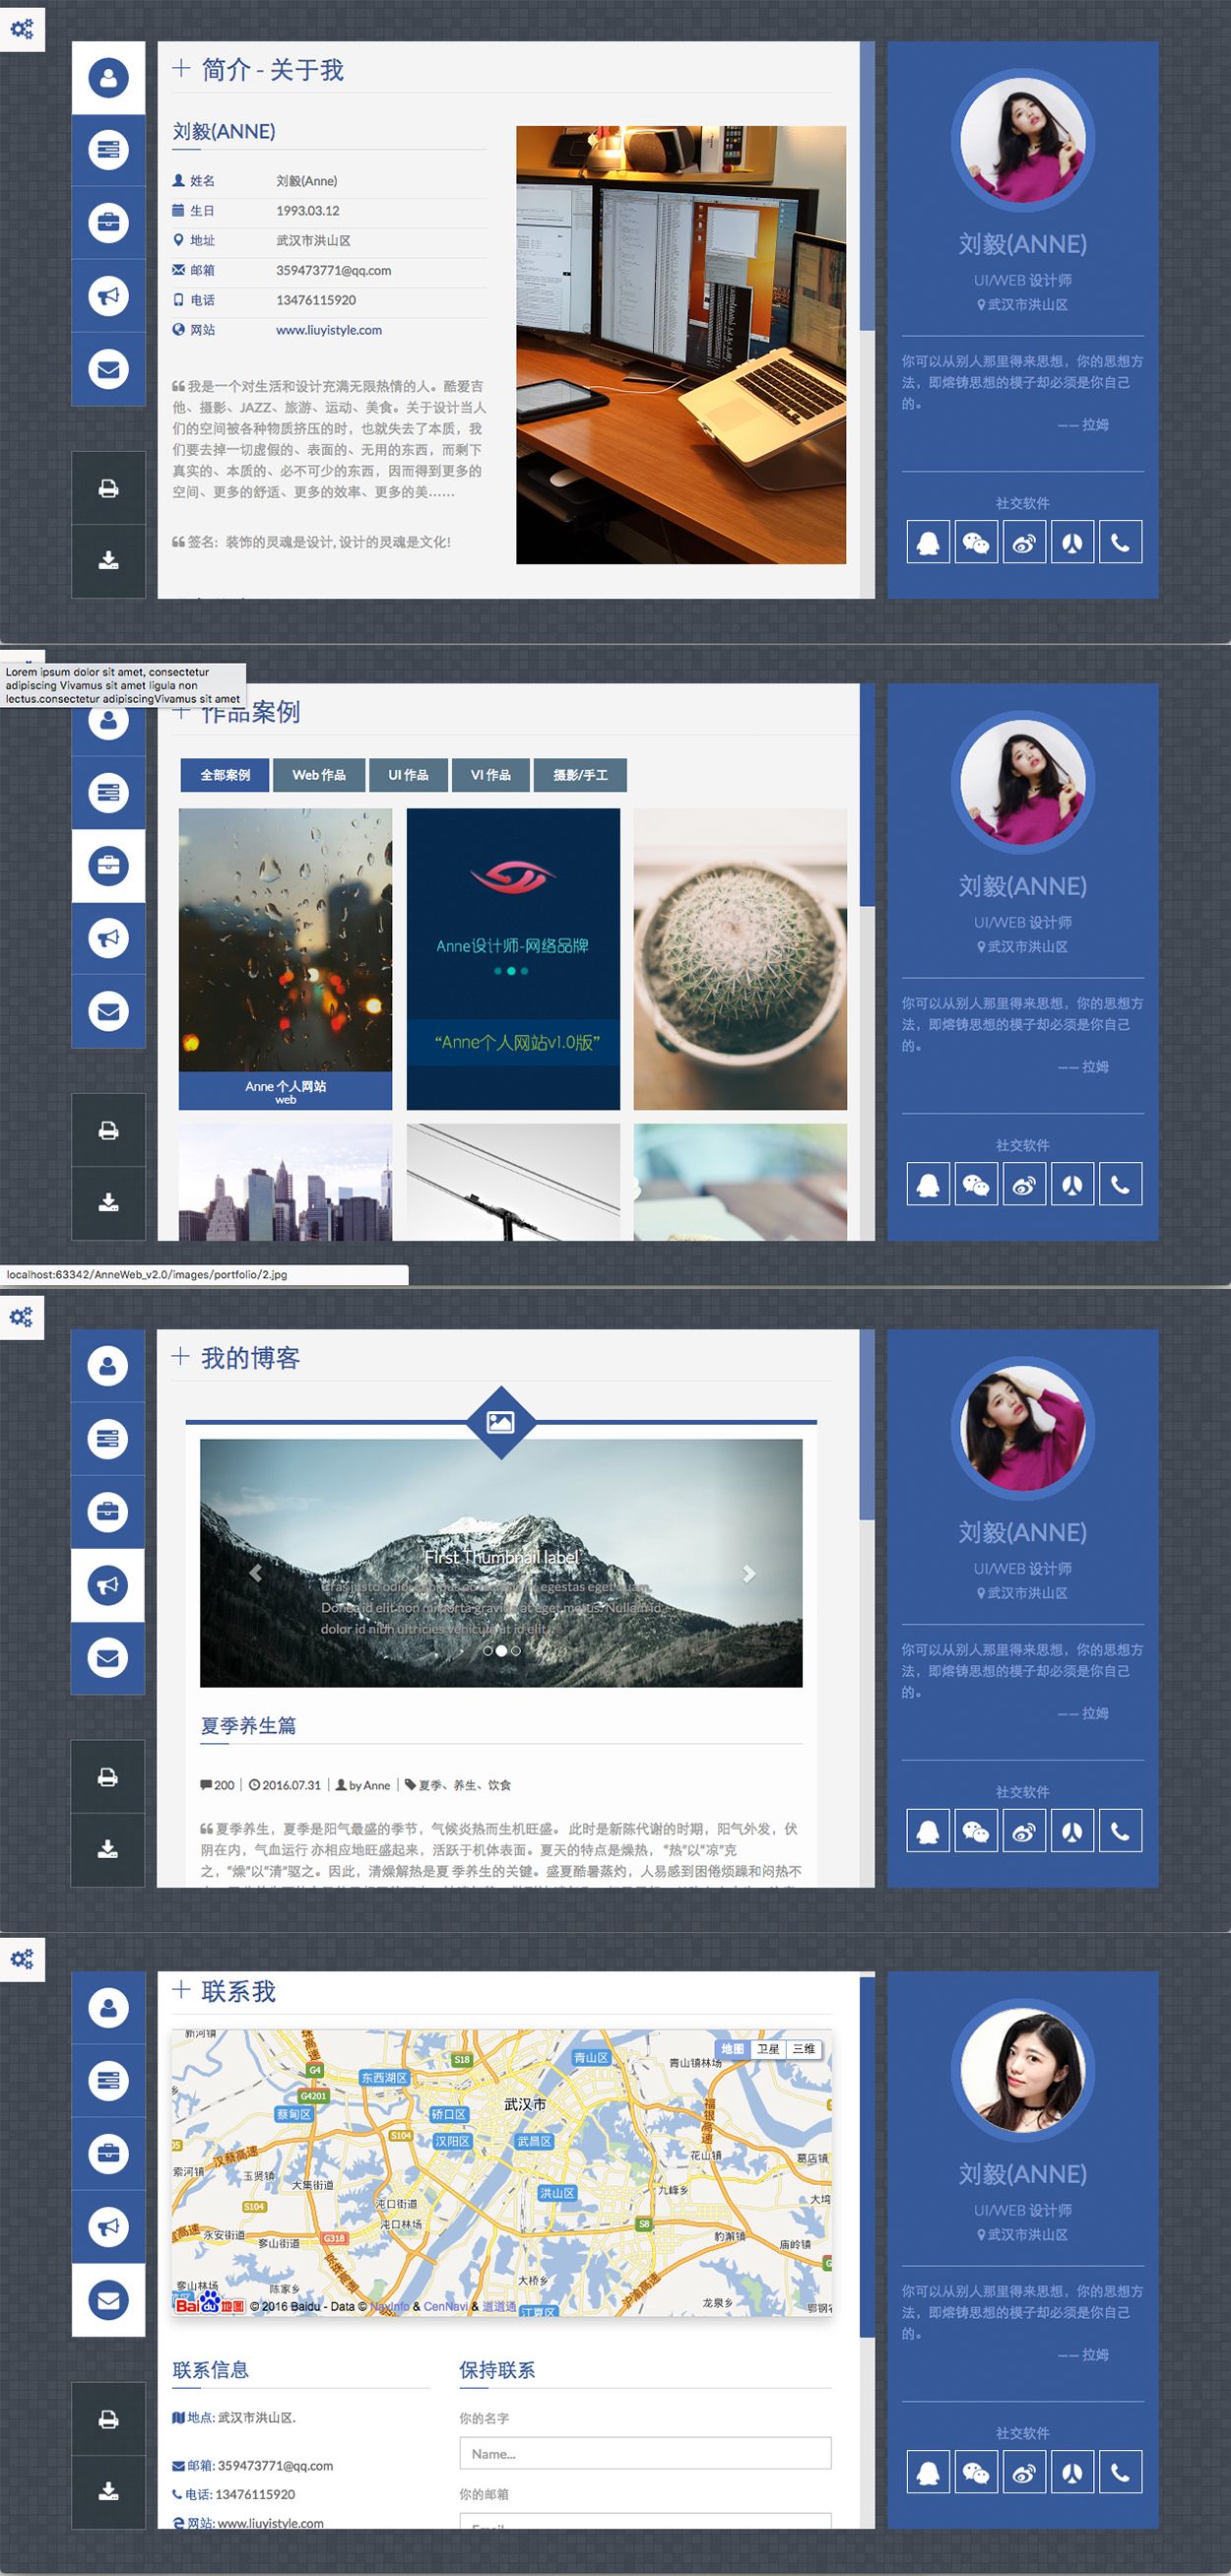 简介 - 关于我
刘毅(ANNE)
姓名 刘毅(Anne)
生日 1993.03.12
地址 武汉市洪山区
邮箱 359473771@qq.com
电话 13476115920
网站 www.liuyistyle.com
我是一个对生活和设计充满无限热情的人。酷爱吉
他、摄影、JAZZ、旅游、运动、美食。关于设计当人
们的空间被各种物质挤压的时，也就失去了本质，我
们要去掉一切虚假的、表面的、无用的东西，而剩下
真实的、本质的、必不可少的东西，因而得到更多的
空间、更多的舒适、更多的效率、更多的美……
签名: 装饰的灵魂是设计, 设计的灵魂是文化!
刘毅(ANNE)
UI/WEB 设计师
武汉市洪山区
你可以从别人那里得来思想，你的思想方
法，即熔铸思想的模子却必须是你自己
的。
—— 拉姆
社交软件
Lorem ipsum dolor sit amet, consectetur
adipiscing Vivamus sit amet ligula non
lectus.consectetur adipiscingVivamus sit amet
作品案例
全部案例 Web 作品 UI 作品 VI 作品 摄影/手工
Anne设计师-网络品牌
“Anne个人网站v1.0版”
Anne 个人网站
web
localhost:63342/AnneWeb_v2.0/images/portfolio/2.jpg
刘毅(ANNE)
UI/WEB 设计师
武汉市洪山区
你可以从别人那里得来思想，你的思想方
法，即熔铸思想的模子却必须是你自己
的。
—— 拉姆
社交软件
我的博客
First Thumbnail label
Cras justo odio, egestas eget quam.
Donec id elit non mi porta gravida at eget metus. Nullam id
dolor id nibh ultricies vehicula ut id elit.
夏季养生篇
200 | 2016.07.31 | by Anne | 夏季、养生、饮食
夏季养生，夏季是阳气最盛的季节，气候炎热而生机旺盛。 此时是新陈代谢的时期，阳气外发，伏
阴在内，气血运行 亦相应地旺盛起来，活跃于机体表面。夏天的特点是燥热， “热”以“凉”克
之，“燥”以“清”驱之。因此，清燥解热是夏 季养生的关键。盛夏酷暑蒸灼，人易感到困倦烦躁和闷热不
刘毅(ANNE)
UI/WEB 设计师
武汉市洪山区
你可以从别人那里得来思想，你的思想方
法，即熔铸思想的模子却必须是你自己
的。
—— 拉姆
社交软件
联系我
新河镇
地图 卫星 三维
S18 青山区 青山镇林场
G4 东西湖区
G4201 武汉市
蔡甸区 硚口区 福银高速
S104 汉阳区 武昌区
汉蔡高速 花山镇 葛店镇
索河镇 玉贤镇 大集街道 洪山区 九峰乡
S104 沌口街道
沌口林场 S8
永安街道 奓山街道 G318 豹澥镇 庙岭镇
奓山林场 陈家乡 大桥乡 沪渝高速 龙泉乡
Bai 地图 © 2016 Baidu - Data © NavInfo & CenNavi & 道道通 江夏区
联系信息
地点: 武汉市洪山区.
邮箱: 359473771@qq.com
电话: 13476115920
网站: www.liuyistyle.com
保持联系
你的名字
Name...
你的邮箱
Email
刘毅(ANNE)
UI/WEB 设计师
武汉市洪山区
你可以从别人那里得来思想，你的思想方
法，即熔铸思想的模子却必须是你自己
的。
—— 拉姆
社交软件